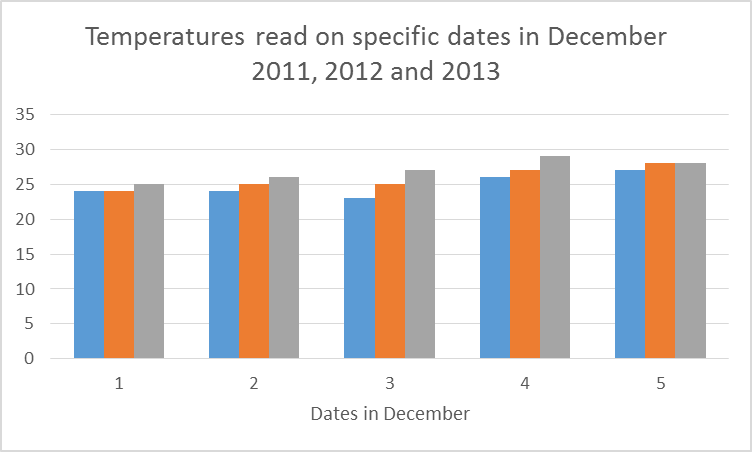 Temperatures read on specific dates in December
2011, 2012 and 2013
35
30
25
20
15
10
5
0
1 2 3 4 5
Dates in December